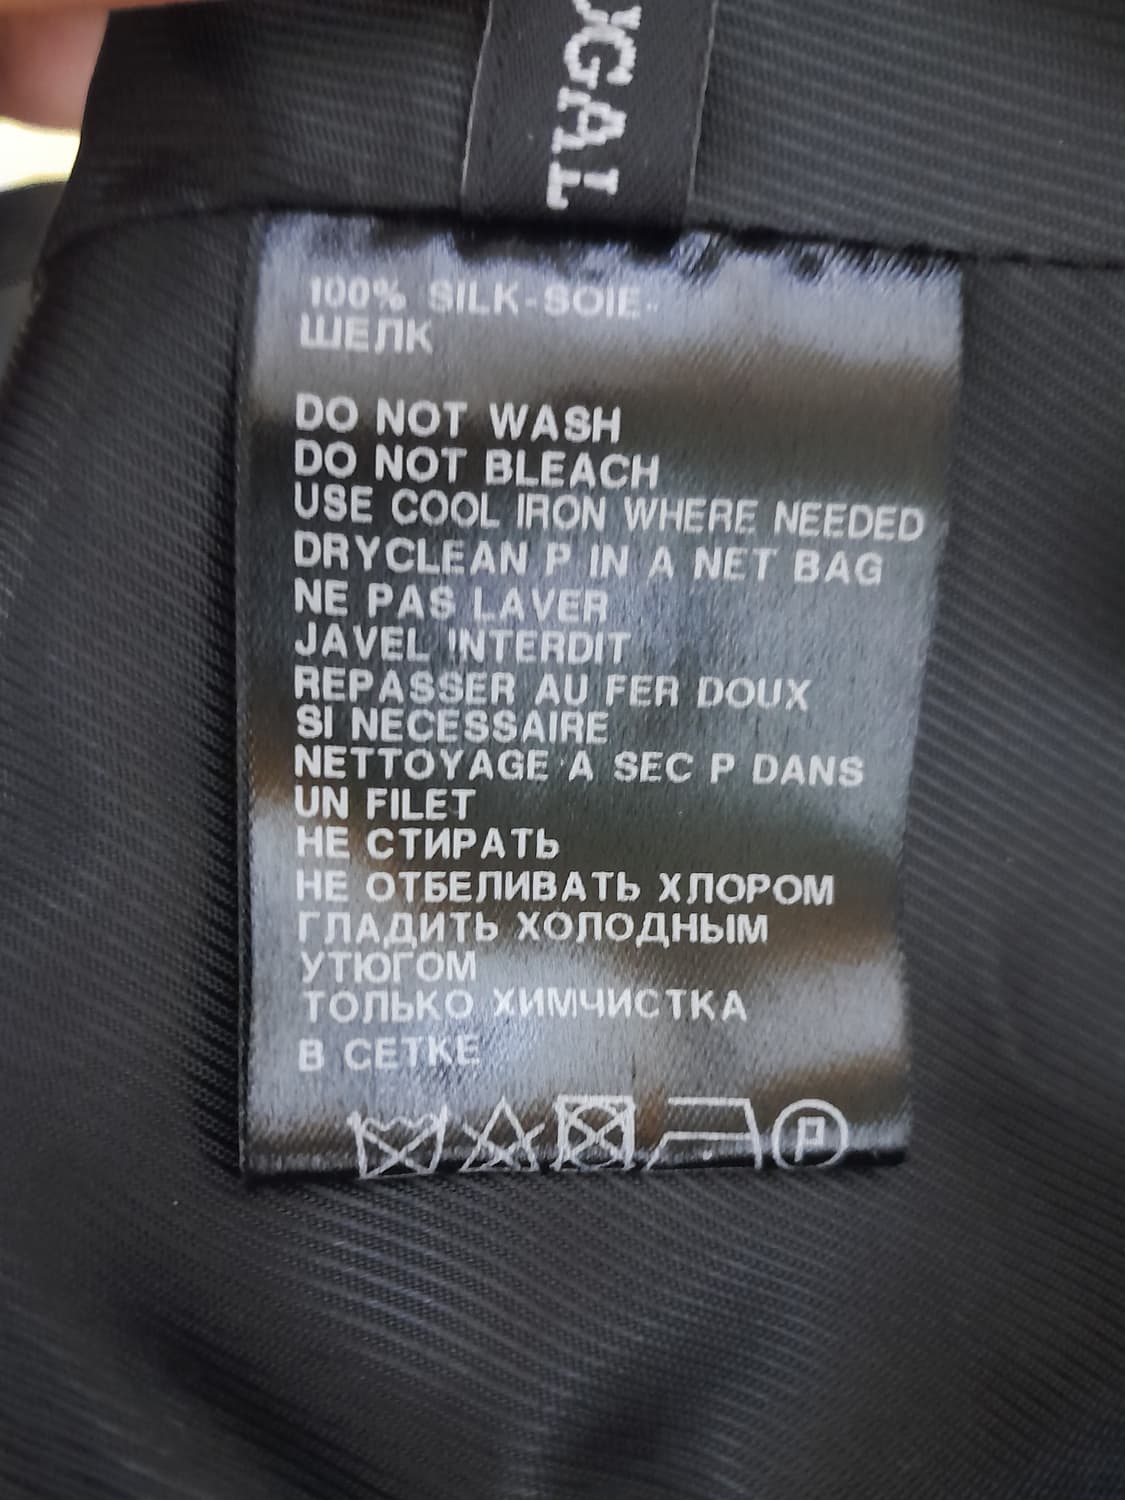 GAL
100% SILK-SOIE-
ШЕЛК
DO NOT WASH
DO NOT BLEACH
USE COOL IRON WHERE NEEDED
DRYCLEAN P IN A NET BAG
NE PAS LAVER
JAVEL INTERDIT
REPASSER AU FER DOUX
SI NECESSAIRE
NETTOYAGE A SEC P DANS
UN FILET
НЕ СТИРАТЬ
НЕ ОТБЕЛИВАТЬ ХЛОРОМ
ГЛАДИТЬ ХОЛОДНЫМ
УТЮГОМ
ТОЛЬКО ХИМЧИСТКА
В СЕТКЕ
P